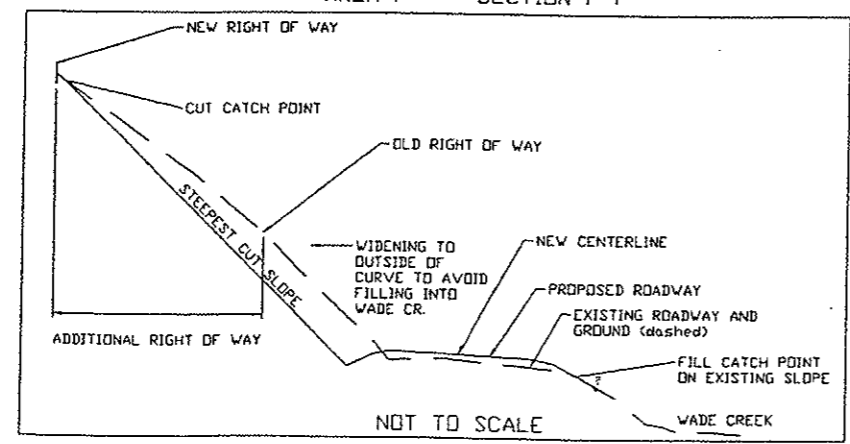 NEW RIGHT OF WAY
CUT CATCH POINT
OLD RIGHT OF WAY
STEEPEST CUT SLOPE
WIDENING TO
OUTSIDE OF
CURVE TO AVOID
FILLING INTO
WADE CR.
NEW CENTERLINE
PROPOSED ROADWAY
EXISTING ROADWAY AND
GROUND (dashed)
ADDITIONAL RIGHT OF WAY
FILL CATCH POINT
ON EXISTING SLOPE
?
NOT TO SCALE
WADE CREEK